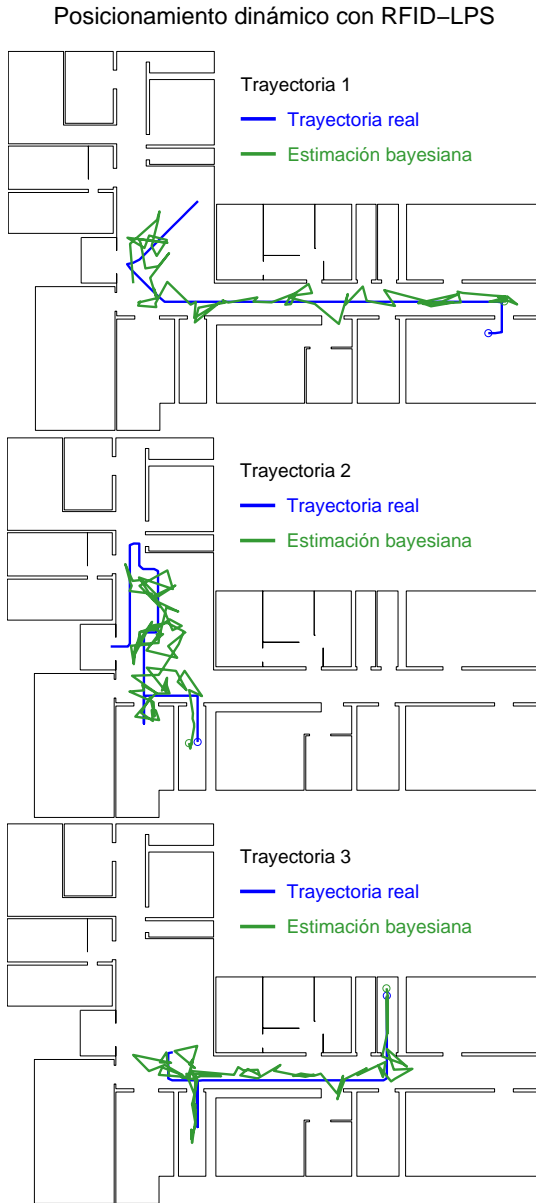 Posicionamiento dinámico con RFID–LPS
Trayectoria 1
Trayectoria real
Estimación bayesiana
Trayectoria 2
Trayectoria real
Estimación bayesiana
Trayectoria 3
Trayectoria real
Estimación bayesiana